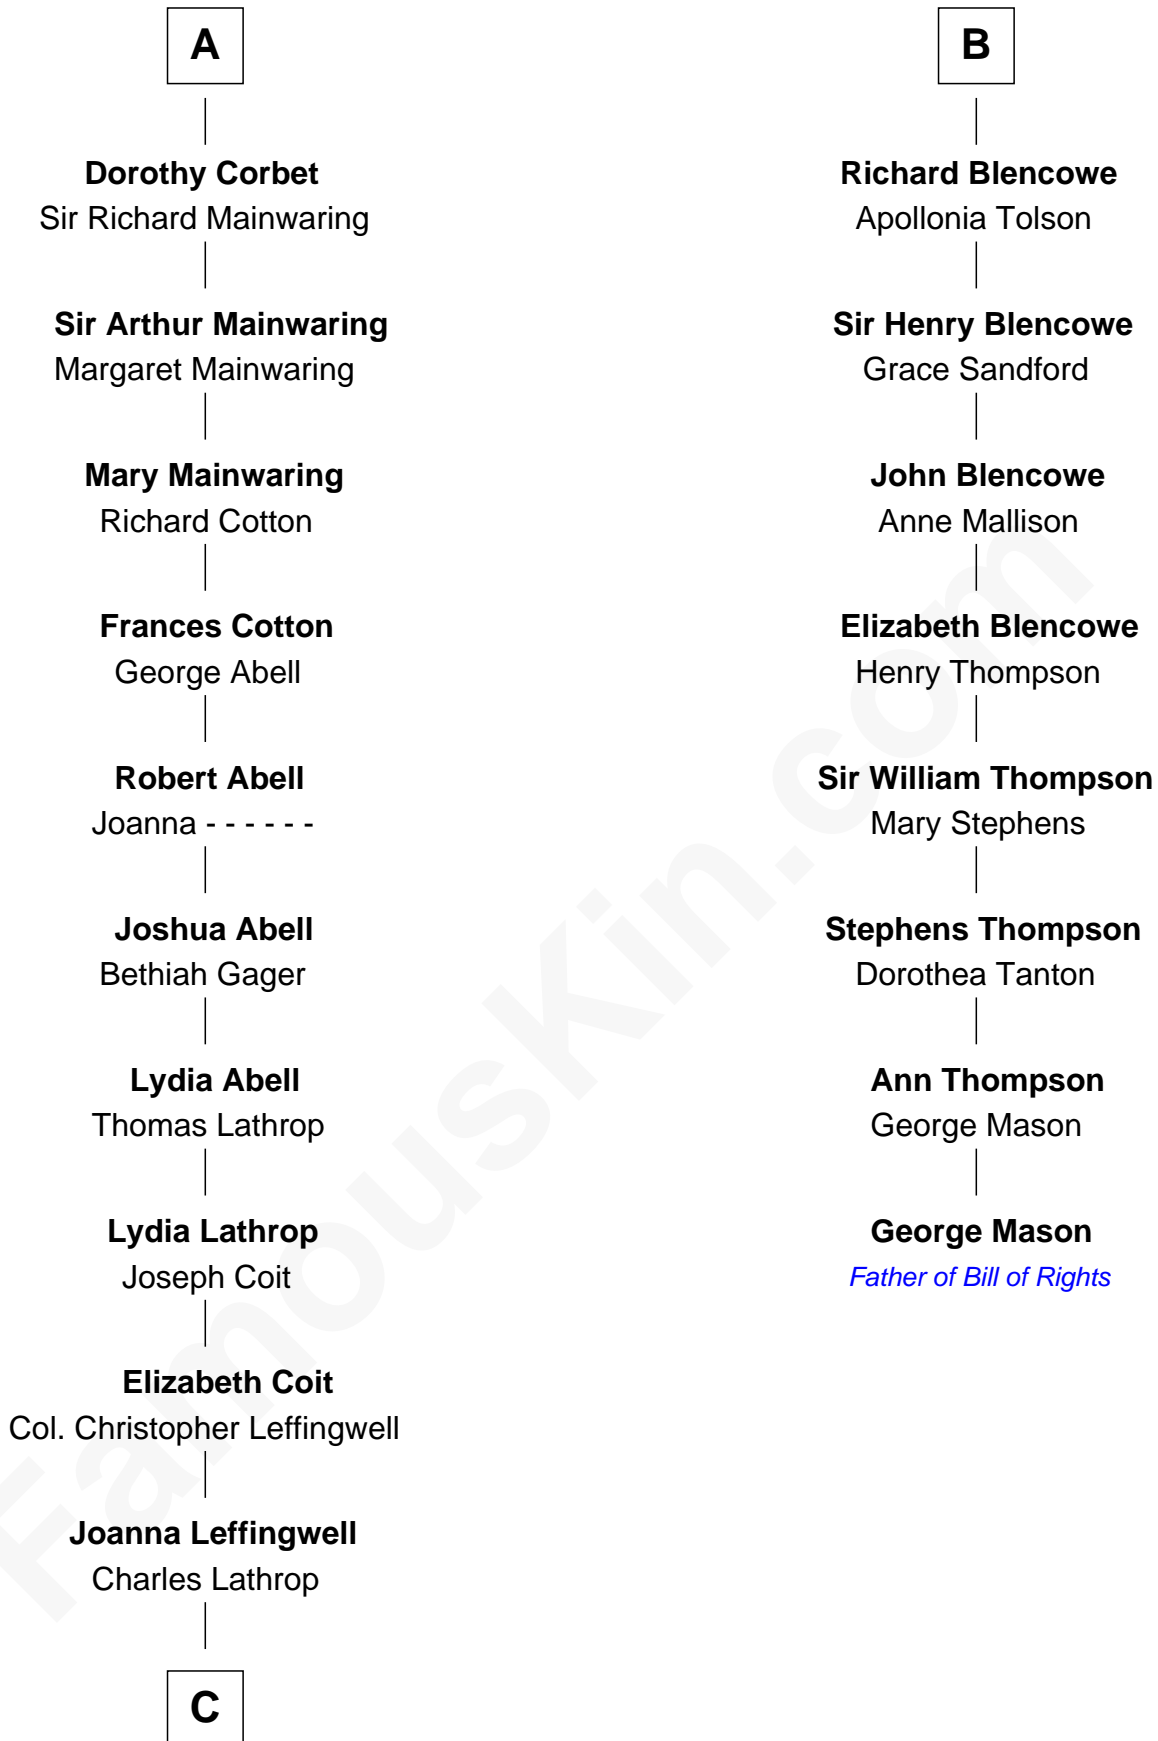 A
Dorothy Corbet
Sir Richard Mainwaring
Sir Arthur Mainwaring
Margaret Mainwaring
Mary Mainwaring
Richard Cotton
Frances Cotton
George Abell
Robert Abell
Joanna - - - - - -
Joshua Abell
Bethiah Gager
Lydia Abell
Thomas Lathrop
Lydia Lathrop
Joseph Coit
Elizabeth Coit
Col. Christopher Leffingwell
Joanna Leffingwell
Charles Lathrop
C
B
Richard Blencowe
Apollonia Tolson
Sir Henry Blencowe
Grace Sandford
John Blencowe
Anne Mallison
Elizabeth Blencowe
Henry Thompson
Sir William Thompson
Mary Stephens
Stephens Thompson
Dorothea Tanton
Ann Thompson
George Mason
George Mason
Father of Bill of Rights
FamousKin.com